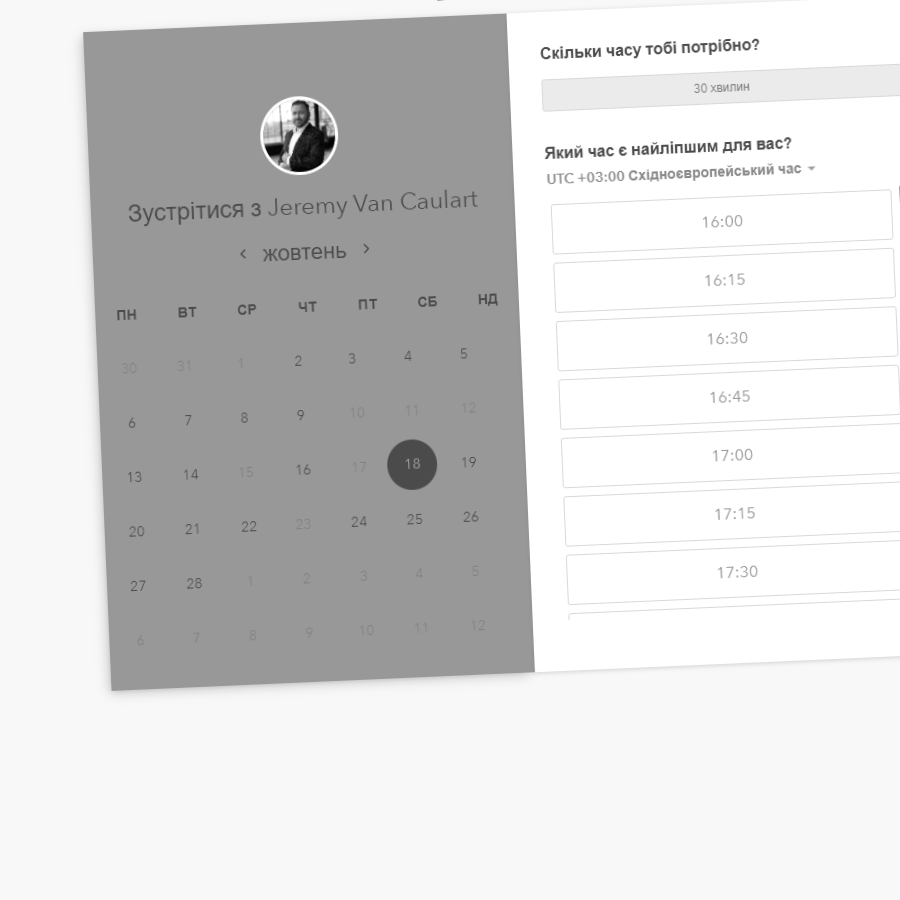 Зустрітися з Jeremy Van Caulart
‹ жовтень ›
ПН ВТ СР ЧТ ПТ СБ НД
30 31 1 2 3 4 5
6 7 8 9 10 11 12
13 14 15 16 17 18 19
20 21 22 23 24 25 26
27 28 1 2 3 4 5
6 7 8 9 10 11 12
Скільки часу тобі потрібно?
30 хвилин
Який час є найліпшим для вас?
UTC +03:00 Східноєвропейський час
16:00
16:15
16:30
16:45
17:00
17:15
17:30